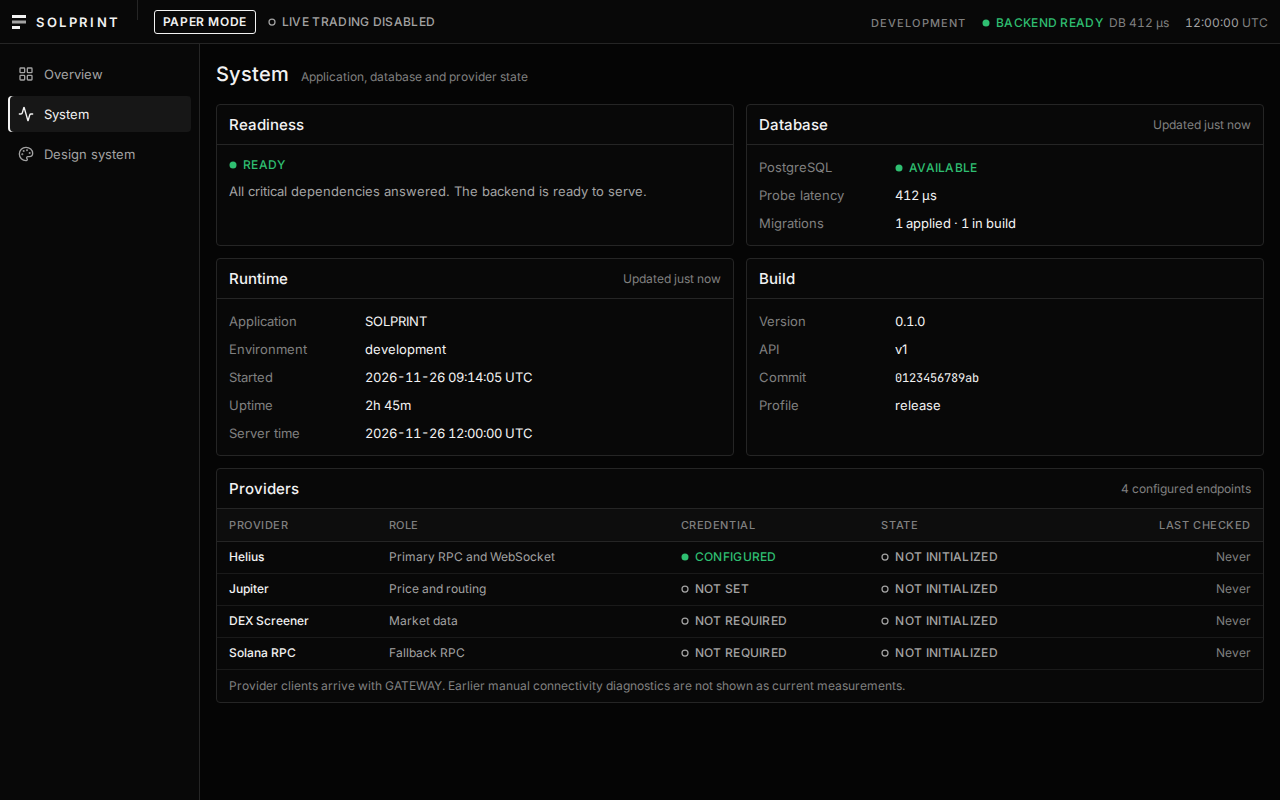 SOLPRINT PAPER MODE LIVE TRADING DISABLED DEVELOPMENT BACKEND READY DB 412 µs 12:00:00 UTC
Overview
System
Design system
System Application, database and provider state
Readiness
READY
All critical dependencies answered. The backend is ready to serve.
Database Updated just now
PostgreSQL AVAILABLE
Probe latency 412 µs
Migrations 1 applied · 1 in build
Runtime Updated just now
Application SOLPRINT
Environment development
Started 2026-11-26 09:14:05 UTC
Uptime 2h 45m
Server time 2026-11-26 12:00:00 UTC
Build
Version 0.1.0
API v1
Commit 0123456789ab
Profile release
Providers 4 configured endpoints
PROVIDER ROLE CREDENTIAL STATE LAST CHECKED
Helius Primary RPC and WebSocket CONFIGURED NOT INITIALIZED Never
Jupiter Price and routing NOT SET NOT INITIALIZED Never
DEX Screener Market data NOT REQUIRED NOT INITIALIZED Never
Solana RPC Fallback RPC NOT REQUIRED NOT INITIALIZED Never
Provider clients arrive with GATEWAY. Earlier manual connectivity diagnostics are not shown as current measurements.